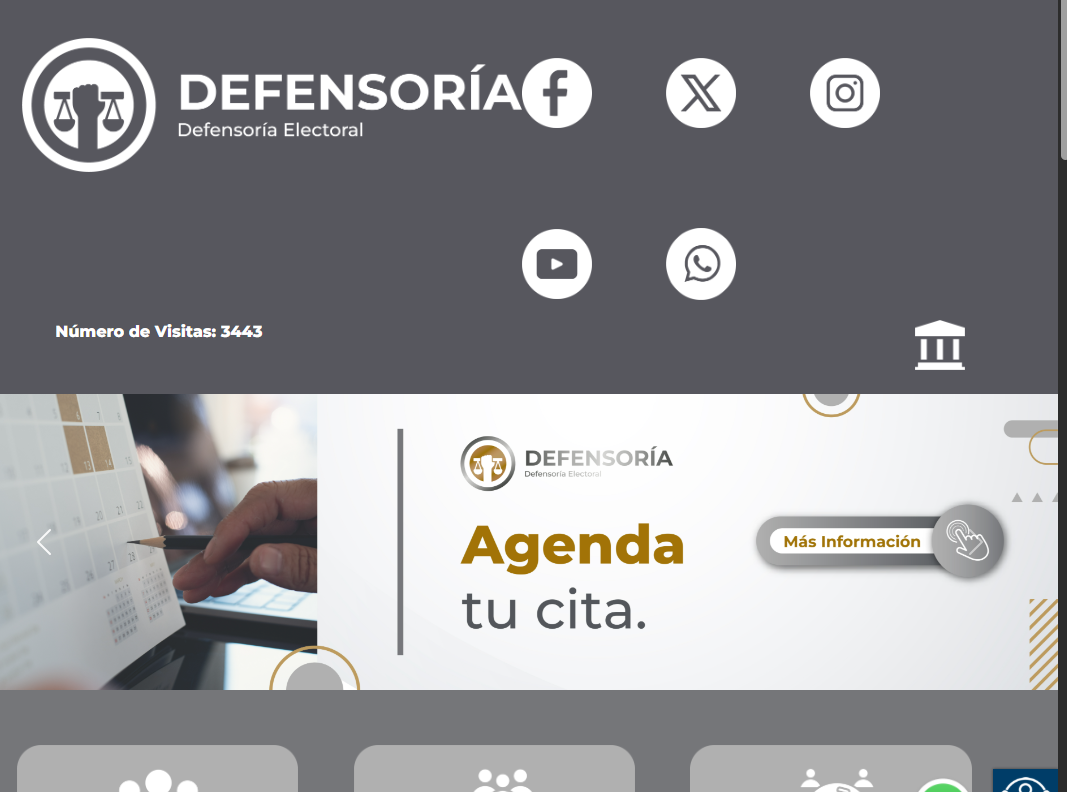 DEFENSORÍA
Defensoría Electoral
Número de Visitas: 3443
DEFENSORÍA
Defensoría Electoral
Agenda
tu cita.
Más Información